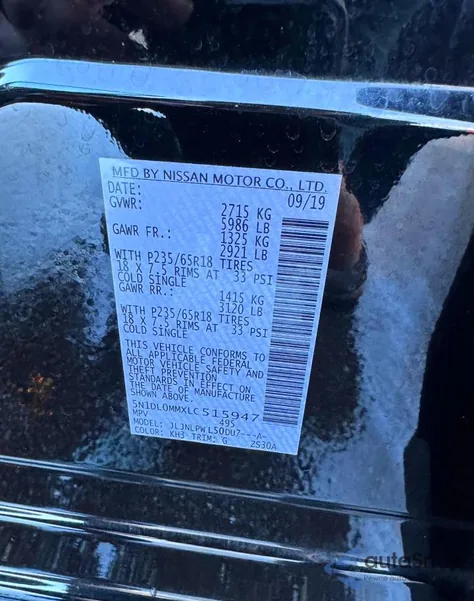 MFD BY NISSAN MOTOR CO., LTD.
DATE: 09/19
GVWR: 2715 KG
5986 LB
GAWR FR.: 1325 KG
2921 LB
WITH P235/65R18 TIRES
18 X 7.5 RIMS AT 33 PSI
COLD SINGLE
GAWR RR.: 1415 KG
3120 LB
WITH P235/65R18 TIRES
18 X 7.5 RIMS AT 33 PSI
COLD SINGLE
THIS VEHICLE CONFORMS TO
ALL APPLICABLE FEDERAL
MOTOR VEHICLE SAFETY AND
THEFT PREVENTION
STANDARDS IN EFFECT ON
THE DATE OF MANUFACTURE
SHOWN ABOVE.
5N1DL0MMXLC515947
MPV 495
MODEL: JLJNLPWL50DU7---A-
COLOR: KH3 TRIM: G 2S30A